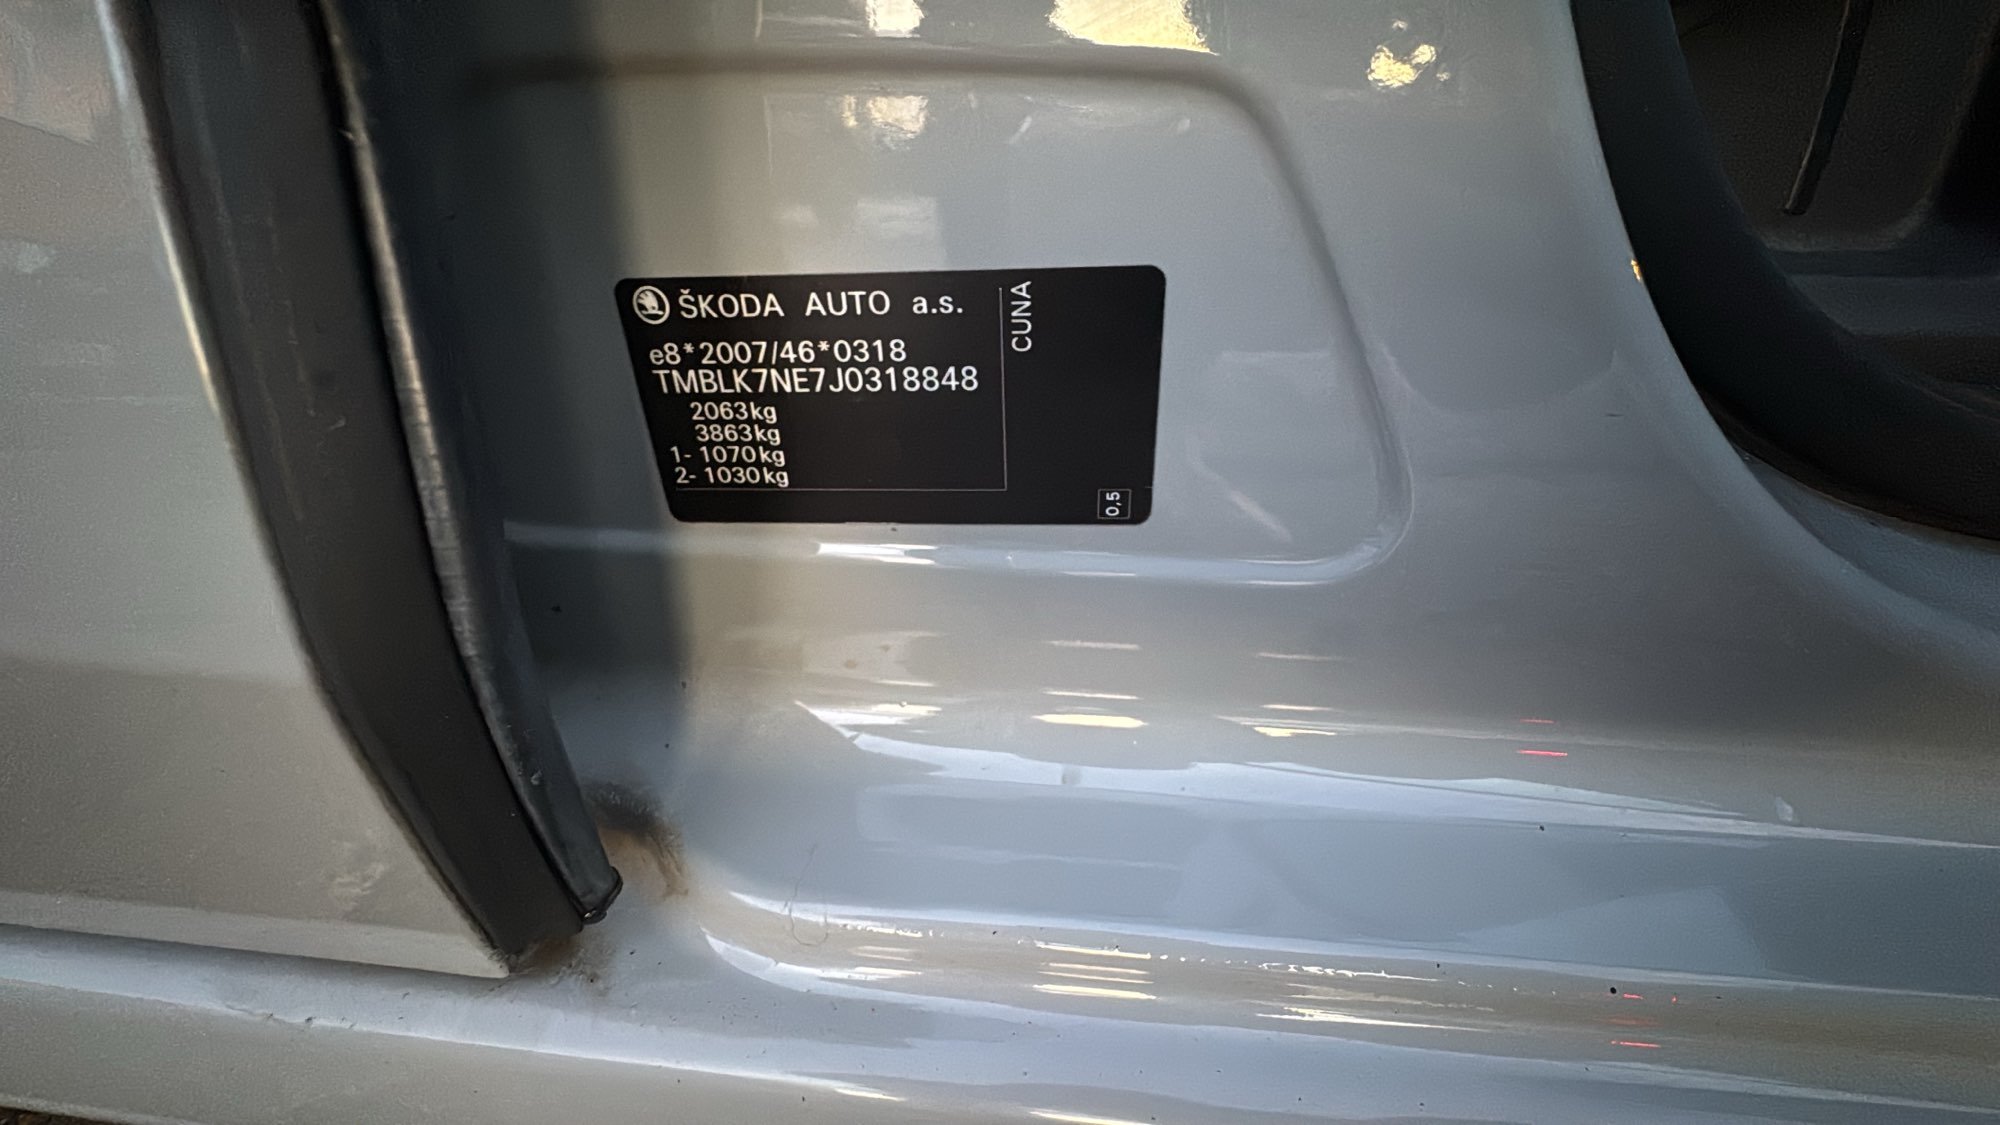 ŠKODA AUTO a.s.
e8*2007/46*0318
TMBLK7NE7J0318848
2063kg
3863kg
1- 1070kg
2- 1030kg
CUNA
0,5